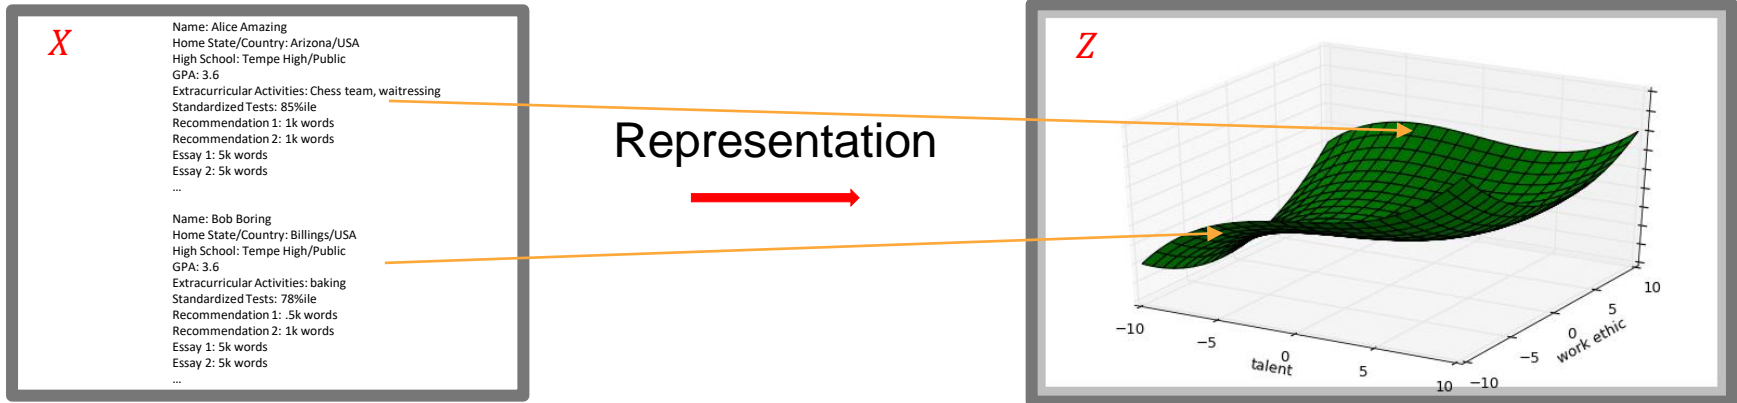 X
Name: Alice Amazing
Home State/Country: Arizona/USA
High School: Tempe High/Public
GPA: 3.6
Extracurricular Activities: Chess team, waitressing
Standardized Tests: 85%ile
Recommendation 1: 1k words
Recommendation 2: 1k words
Essay 1: 5k words
Essay 2: 5k words
...
Name: Bob Boring
Home State/Country: Billings/USA
High School: Tempe High/Public
GPA: 3.6
Extracurricular Activities: baking
Standardized Tests: 78%ile
Recommendation 1: .5k words
Recommendation 2: 1k words
Essay 1: 5k words
Essay 2: 5k words
...
Representation
Z
−10
−5
0
5
10
talent
−10
−5
0
5
10
work ethic